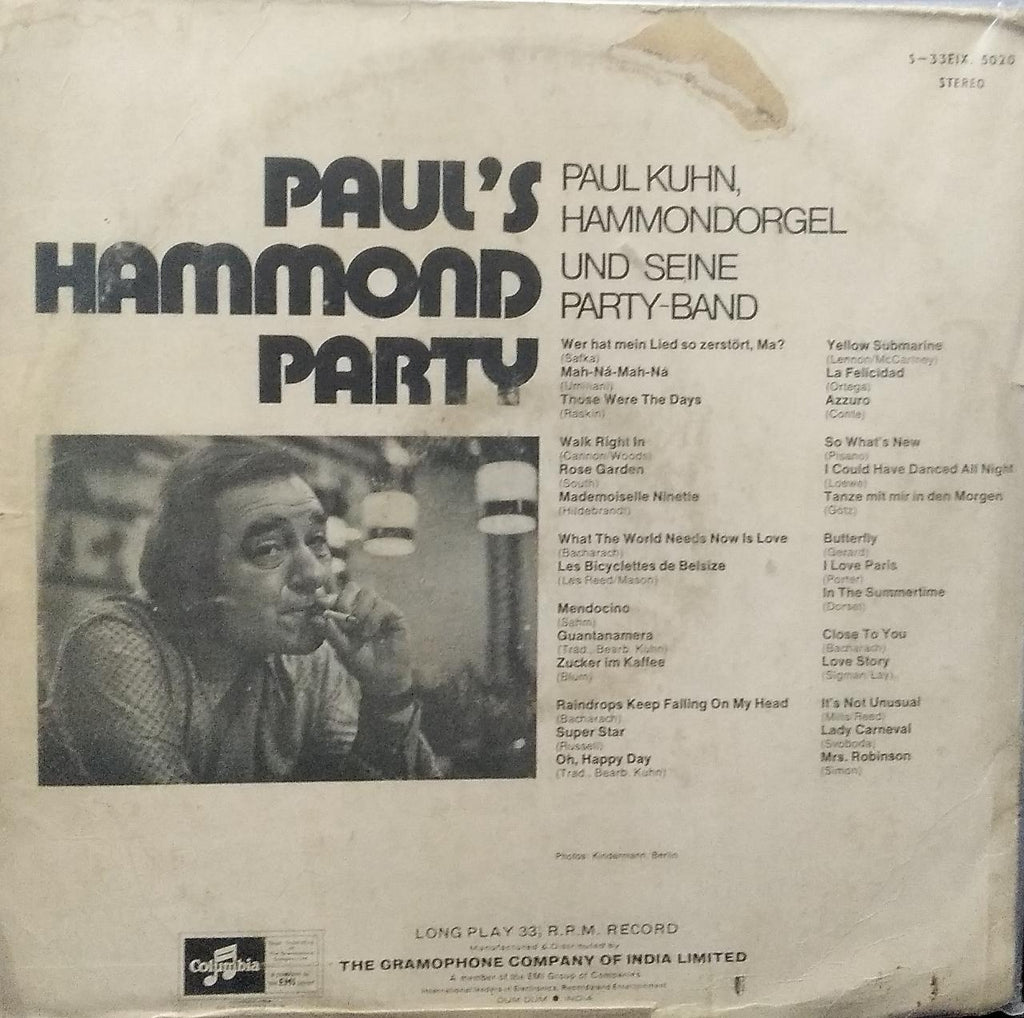 S-33EIX. 5020
STEREO
PAUL'S
HAMMOND
PARTY
PAUL KUHN,
HAMMONDORGEL
UND SEINE
PARTY-BAND
Wer hat mein Lied so zerstört, Ma?
(Safka)
Mah-Ná-Mah-Ná
(Umiliani)
Those Were The Days
(Raskin)
Walk Right In
(Cannon/Woods)
Rose Garden
(South)
Mademoiselle Ninette
(Hildebrandt)
What The World Needs Now Is Love
(Bacharach)
Les Bicyclettes de Belsize
(Les Reed/Mason)
Mendocino
(Sahm)
Guantanamera
(Trad., Bearb. Kuhn)
Zucker im Kaffee
(Blum)
Raindrops Keep Falling On My Head
(Bacharach)
Super Star
(Russell)
Oh, Happy Day
(Trad., Bearb. Kuhn)
Yellow Submarine
(Lennon/McCartney)
La Felicidad
(Ortega)
Azzuro
(Conte)
So What's New
(Pisano)
I Could Have Danced All Night
(Loewe)
Tanze mit mir in den Morgen
(Götz)
Butterfly
(Gerard)
I Love Paris
(Porter)
In The Summertime
(Dorset)
Close To You
(Bacharach)
Love Story
(Sigman/Lay)
It's Not Unusual
(Mills/Reed)
Lady Carneval
(Svoboda)
Mrs. Robinson
(Simon)
Photos: Kindermann, Berlin
Columbia
EMI
LONG PLAY 33⅓ R.P.M. RECORD
Manufactured & Distributed by
THE GRAMOPHONE COMPANY OF INDIA LIMITED
A member of the EMI Group of Companies
International leaders in Electronics, Records and Entertainment
DUM DUM ● INDIA